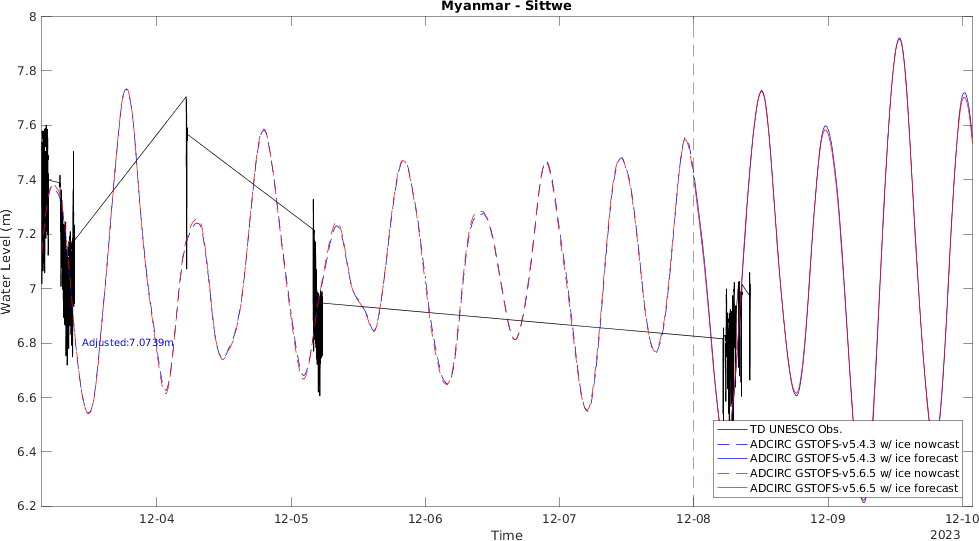 Myanmar - Sittwe
8
7.8
7.6
7.4
7.2
7
6.8
6.6
6.4
6.2
Water Level (m)
Adjusted:7.0739m
TD UNESCO Obs.
ADCIRC GSTOFS-v5.4.3 w/ ice nowcast
ADCIRC GSTOFS-v5.4.3 w/ ice forecast
ADCIRC GSTOFS-v5.6.5 w/ ice nowcast
ADCIRC GSTOFS-v5.6.5 w/ ice forecast
12-04 12-05 12-06 12-07 12-08 12-09 12-10
Time
2023